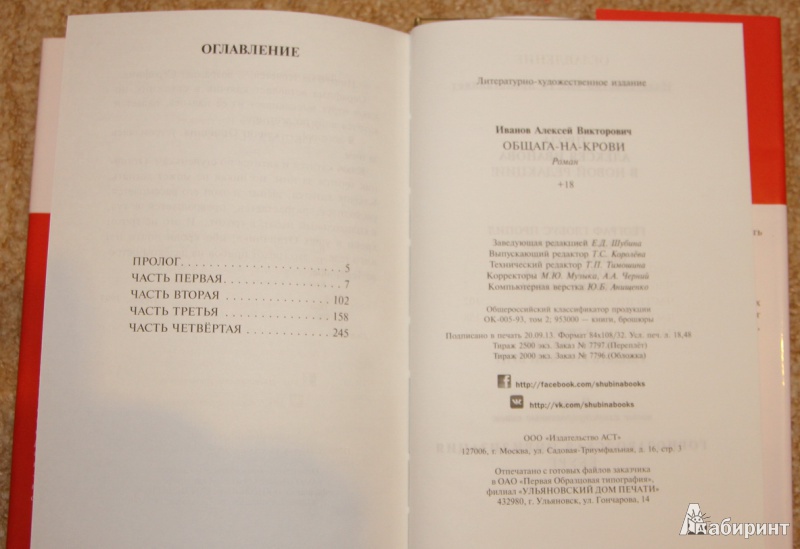 ОГЛАВЛЕНИЕ
ПРОЛОГ . . . . . . . . . . . . . . . . . . . . . 5
ЧАСТЬ ПЕРВАЯ . . . . . . . . . . . . . . . 7
ЧАСТЬ ВТОРАЯ . . . . . . . . . . . . . . 102
ЧАСТЬ ТРЕТЬЯ . . . . . . . . . . . . . . 158
ЧАСТЬ ЧЕТВЁРТАЯ . . . . . . . . . . . 245
Литературно-художественное издание
Иванов Алексей Викторович
ОБЩАГА-НА-КРОВИ
Роман
+18
Заведующая редакцией Е.Д. Шубина
Выпускающий редактор Т.С. Королёва
Технический редактор Т.П. Тимошина
Корректоры М.Ю. Музыка, А.А. Черний
Компьютерная верстка Ю.Б. Анищенко
Общероссийский классификатор продукции
ОК-005-93, том 2; 953000 — книги, брошюры
Подписано в печать 20.09.13. Формат 84х108/32. Усл. печ. л. 18,48
Тираж 2500 экз. Заказ № 7797 (Переплёт)
Тираж 2000 экз. Заказ № 7796 (Обложка)
http://facebook.com/shubinabooks
http://vk.com/shubinabooks
ООО «Издательство АСТ»
127006, г. Москва, ул. Садовая-Триумфальная, д. 16, стр. 3
Отпечатано с готовых файлов заказчика
в ОАО «Первая Образцовая типография»,
филиал «УЛЬЯНОВСКИЙ ДОМ ПЕЧАТИ»
432980, г. Ульяновск, ул. Гончарова, 14
Лабиринт